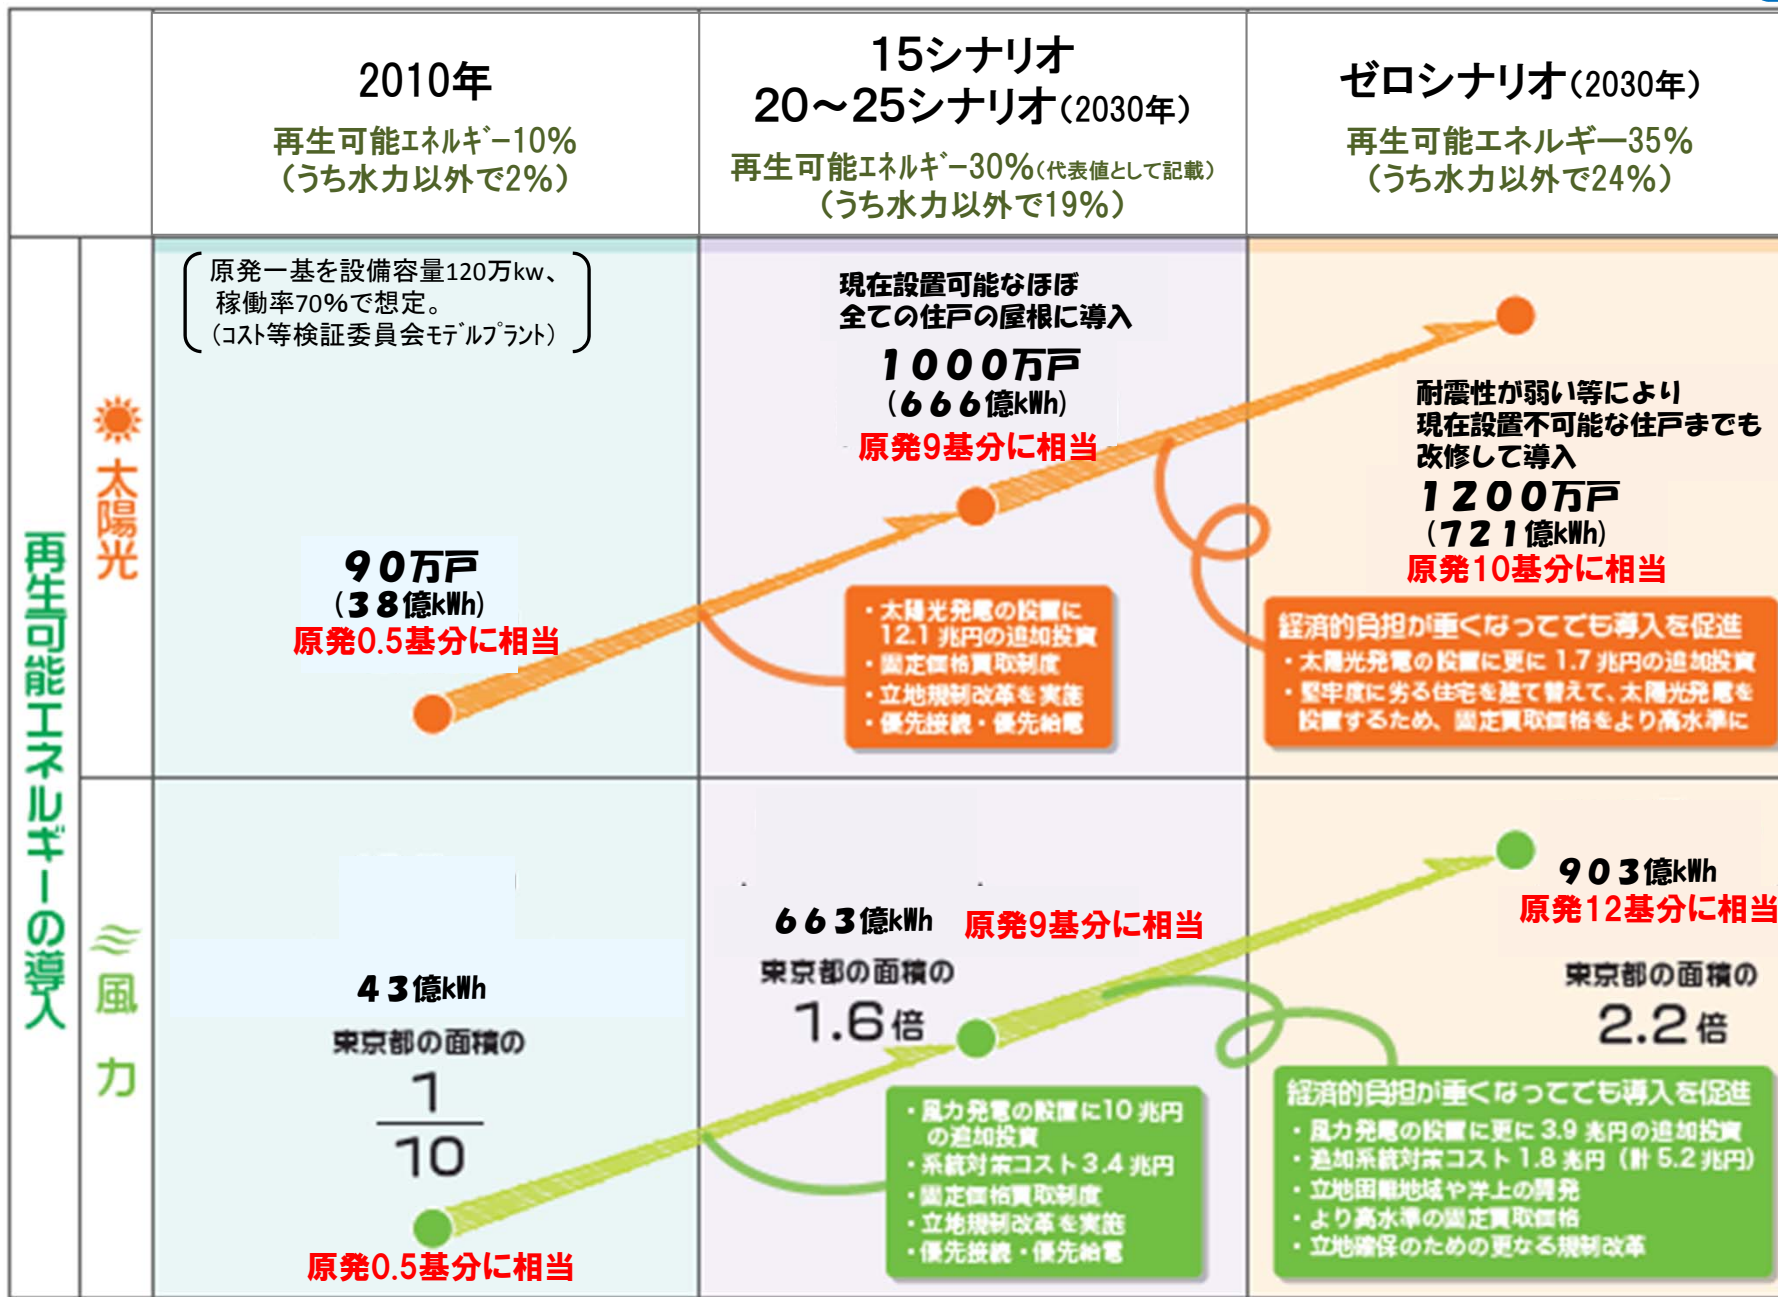 2010年
再生可能エネルギー10%
(うち水力以外で2%)
15シナリオ
20～25シナリオ(2030年)
再生可能エネルギー30%(代表値として記載)
(うち水力以外で19%)
ゼロシナリオ(2030年)
再生可能エネルギー35%
(うち水力以外で24%)
再生可能エネルギーの導入
太陽光
原発一基を設備容量120万kw、
稼働率70%で想定。
(コスト等検証委員会モデルプラント)
90万戸
(38億kWh)
原発0.5基分に相当
現在設置可能なほぼ
全ての住戸の屋根に導入
1000万戸
(666億kWh)
原発9基分に相当
・太陽光発電の設置に
12.1兆円の追加投資
・固定価格買取制度
・立地規制改革を実施
・優先接続・優先給電
耐震性が弱い等により
現在設置不可能な住戸までも
改修して導入
1200万戸
(721億kWh)
原発10基分に相当
経済的負担が重くなってでも導入を促進
・太陽光発電の設置に更に1.7兆円の追加投資
・堅牢度に劣る住宅を建て替えて、太陽光発電を
設置するため、固定買取価格をより高水準に
風力
43億kWh
東京都の面積の
1
10
原発0.5基分に相当
663億kWh
原発9基分に相当
東京都の面積の
1.6倍
・風力発電の設置に10兆円
の追加投資
・系統対策コスト3.4兆円
・固定価格買取制度
・立地規制改革を実施
・優先接続・優先給電
903億kWh
原発12基分に相当
東京都の面積の
2.2倍
経済的負担が重くなってでも導入を促進
・風力発電の設置に更に3.9兆円の追加投資
・追加系統対策コスト1.8兆円(計5.2兆円)
・立地困難地域や洋上の開発
・より高水準の固定買取価格
・立地確保のための更なる規制改革